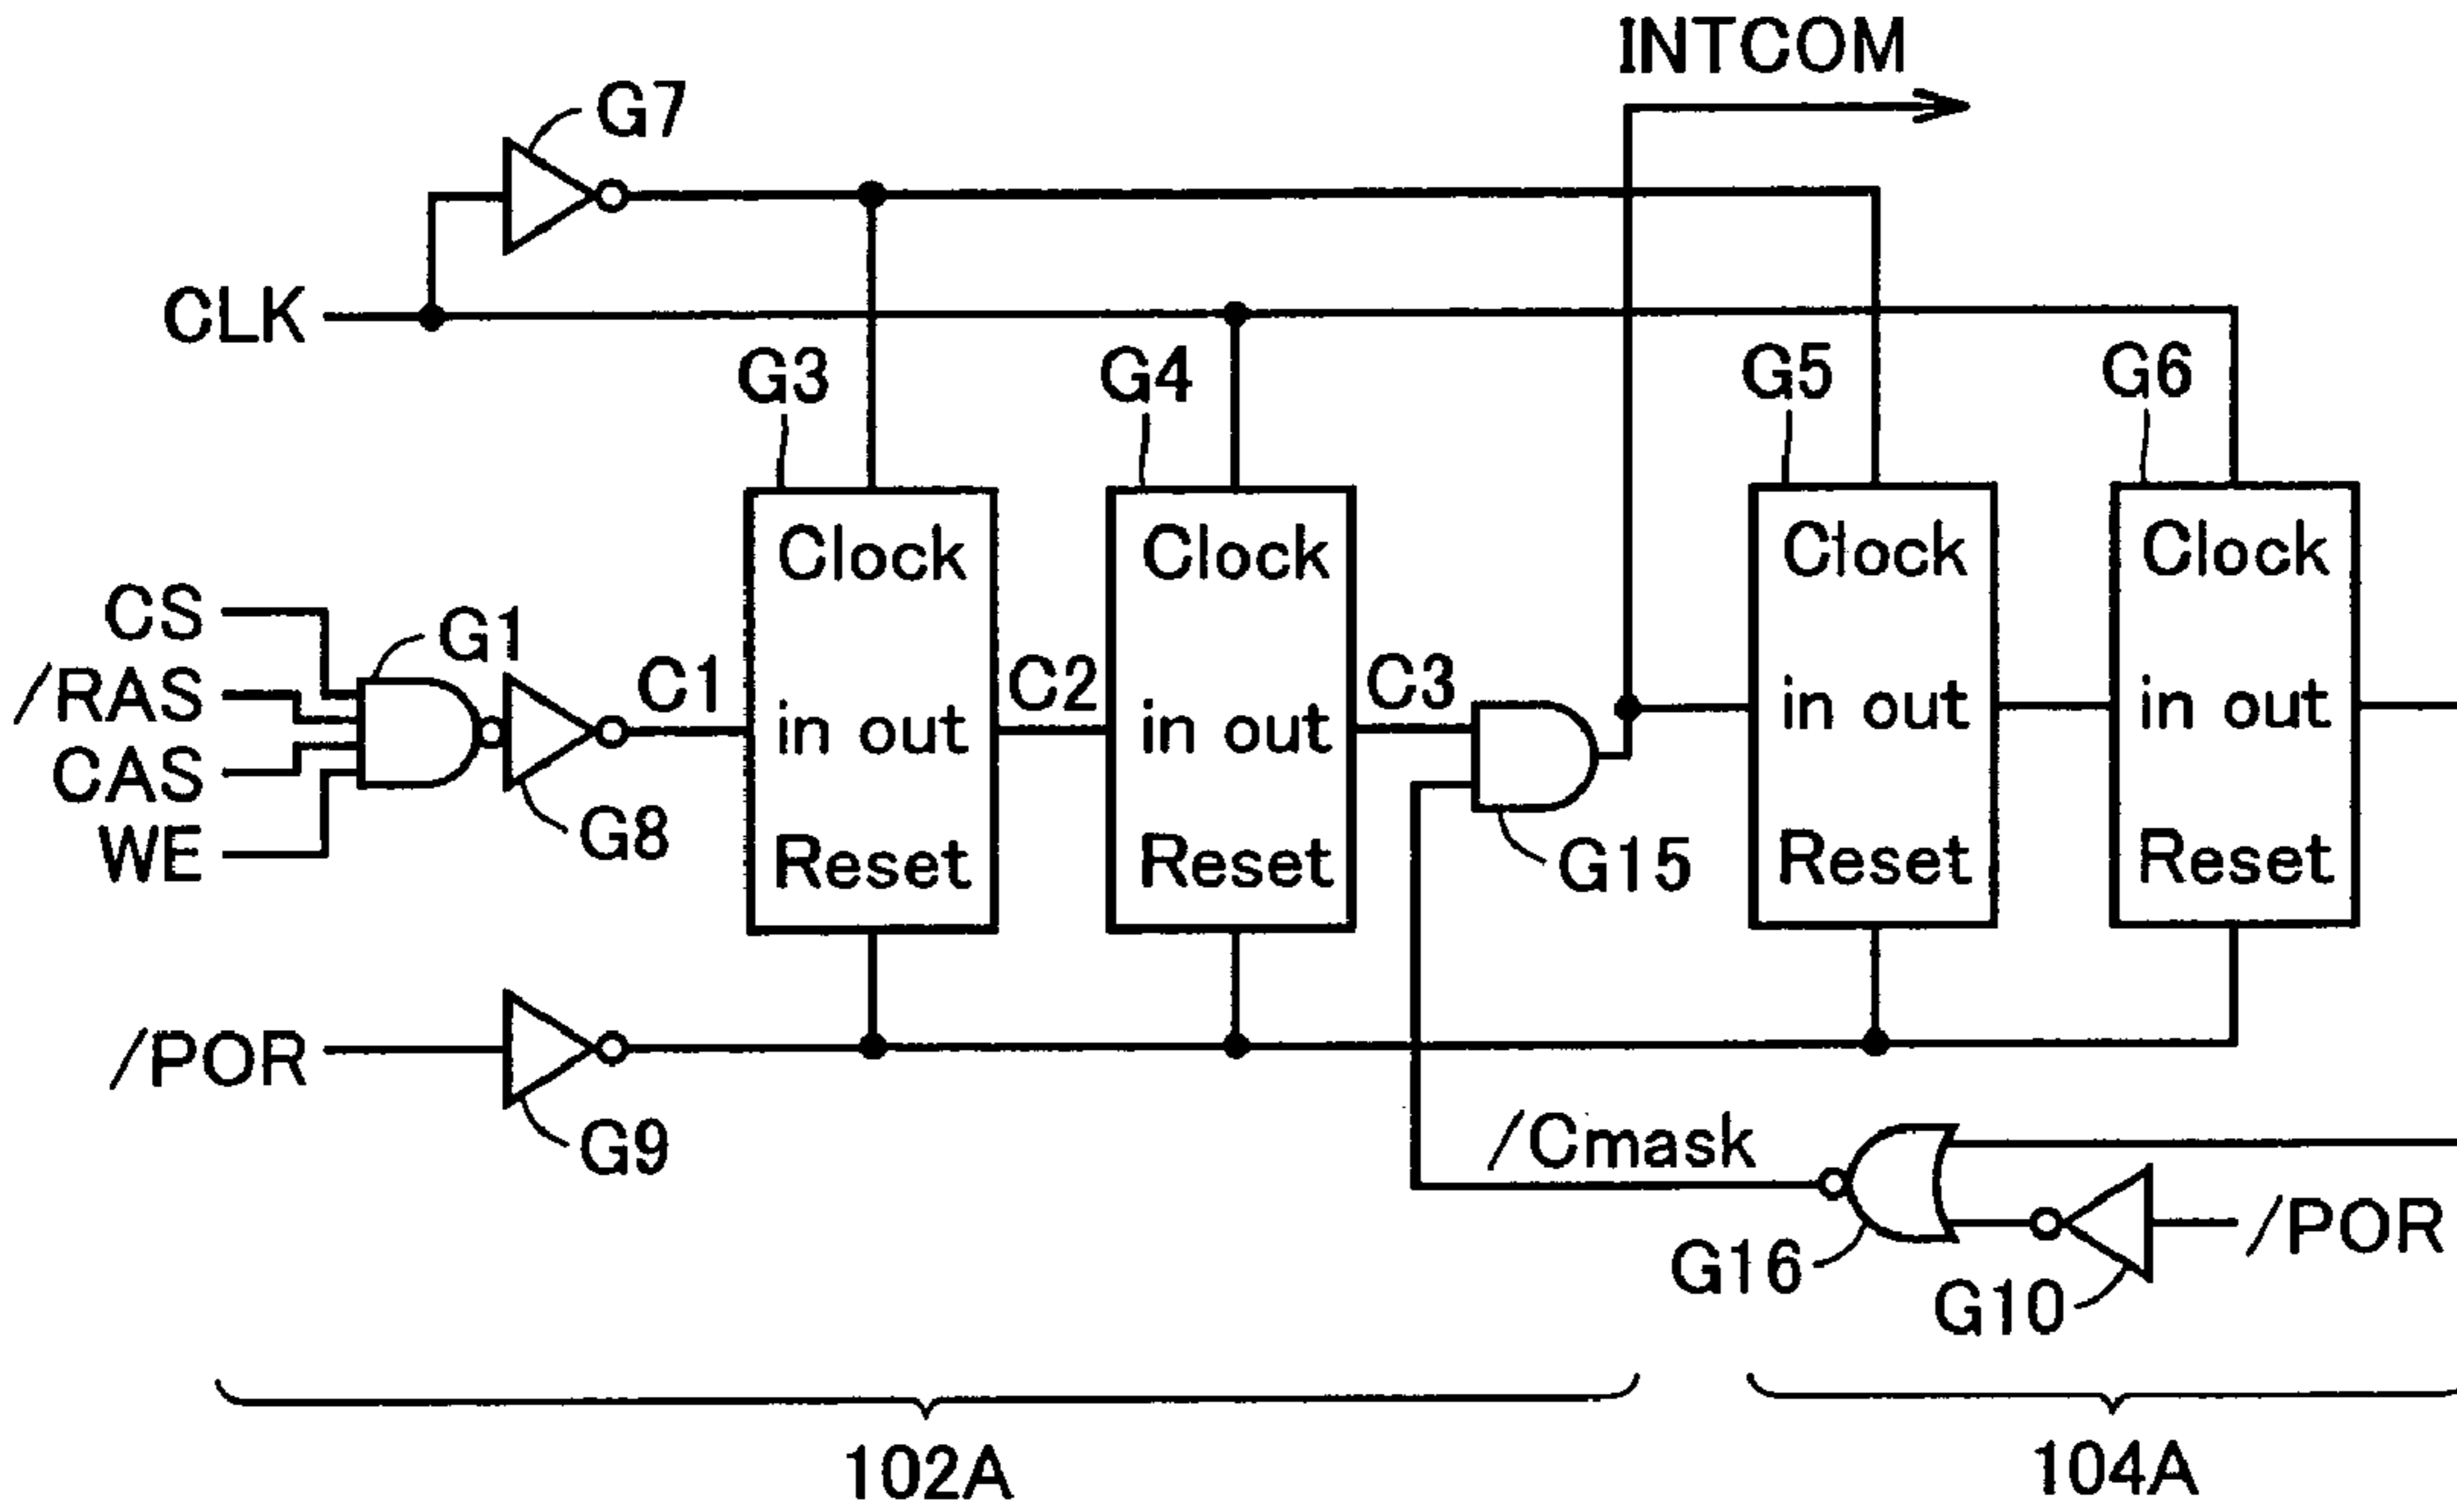 INTCOM
G7
CLK
G3
G4
G5
G6
Clock
Clock
Clock
Clock
CS
/RAS
CAS
WE
G1
G8
C1
in out
C2
in out
C3
G15
in out
in out
Reset
Reset
Reset
Reset
/POR
G9
/Cmask
G16
G10
/POR
102A
104A